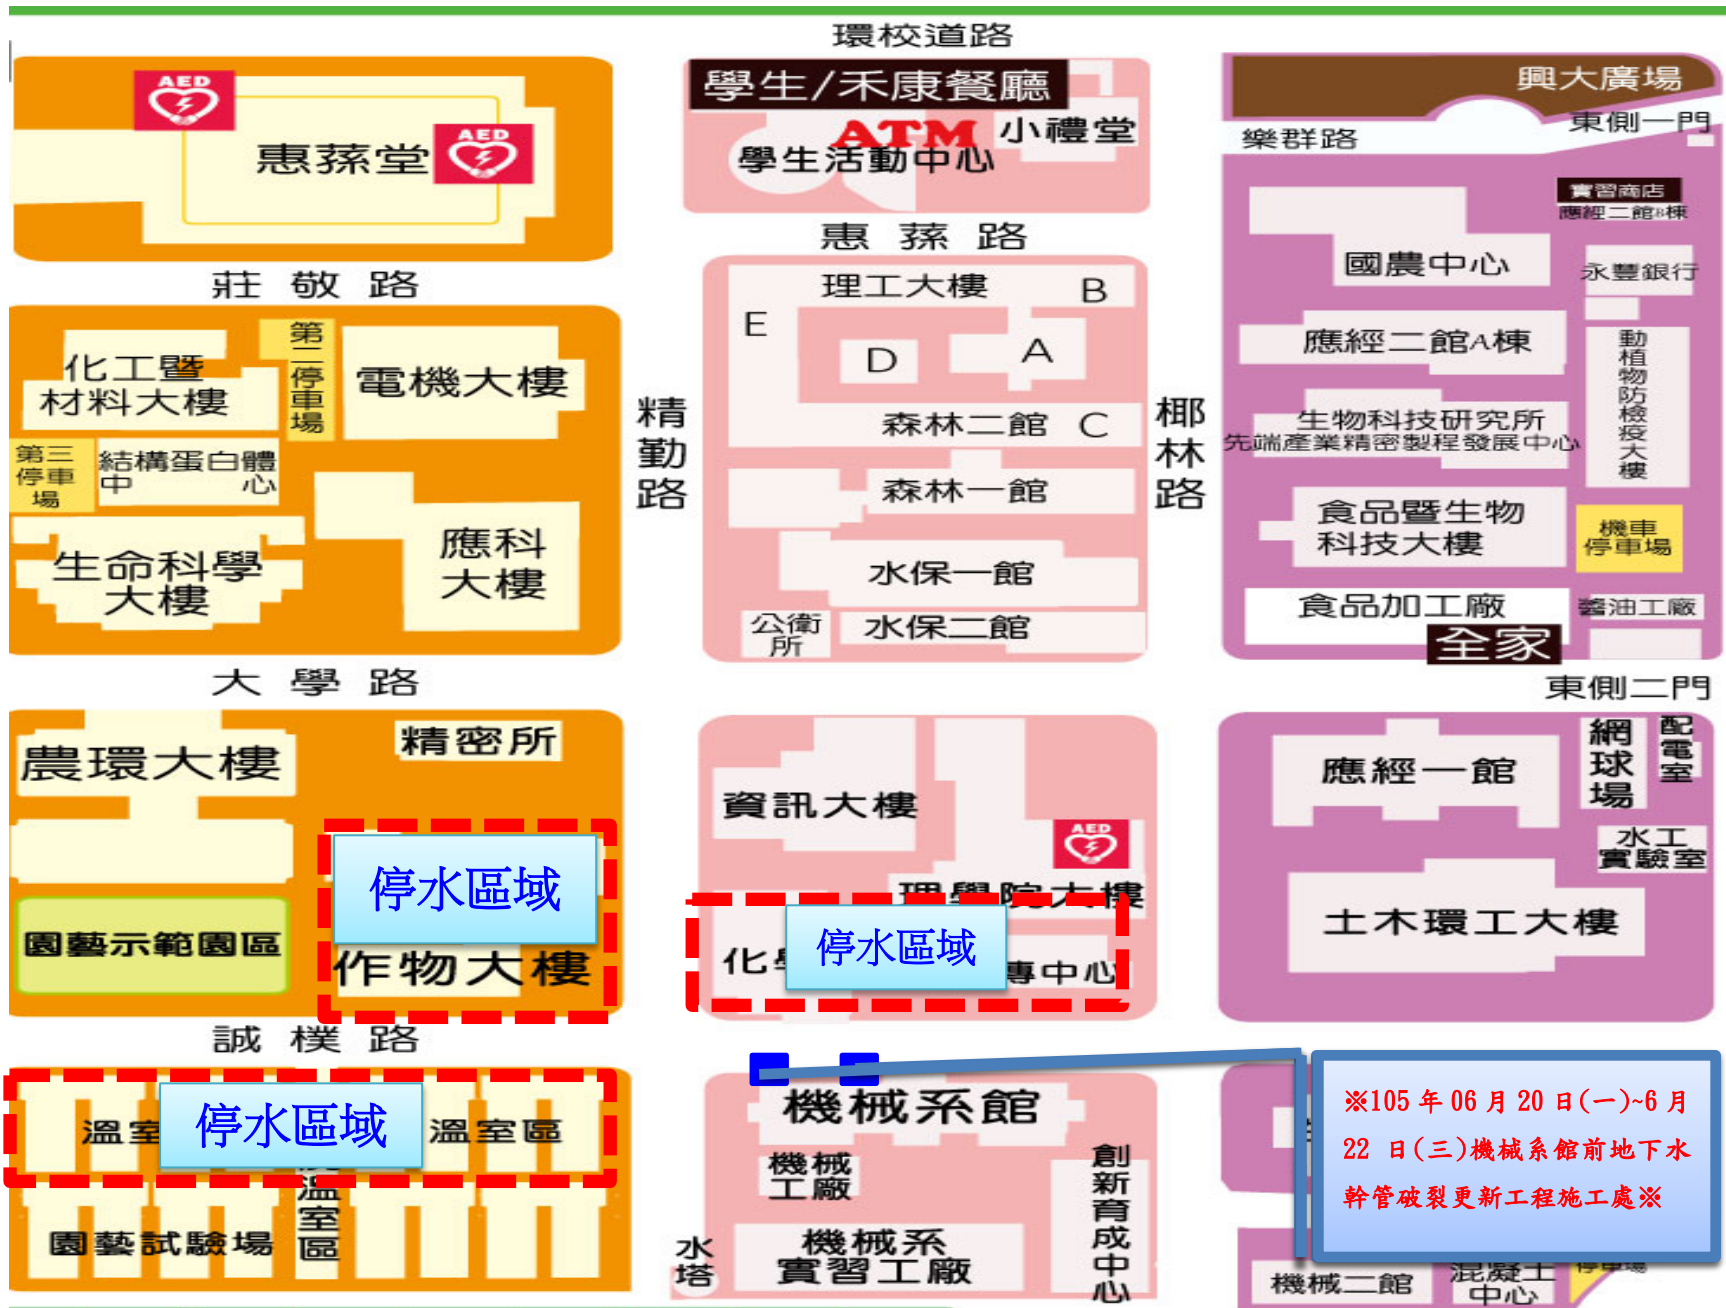 環校道路
AED
惠蓀堂
AED
學生/禾康餐廳
ATM
小禮堂
學生活動中心
興大廣場
東側一門
樂群路
實習商店
應經二館B棟
國農中心
永豐銀行
惠 蓀 路
莊 敬 路
化工暨
材料大樓
第二停車場
電機大樓
第三
停車
場
結構蛋白體
中 心
生命科學
大樓
應科
大樓
精勤路
理工大樓
B
E
D
A
森林二館
C
森林一館
水保一館
公衛
所
水保二館
椰林路
應經二館A棟
動植物防檢疫大樓
生物科技研究所
先端產業精密製程發展中心
食品暨生物
科技大樓
機車
停車場
食品加工廠
醬油工廠
全家
大 學 路
東側二門
農環大樓
精密所
停水區域
園藝示範園區
作物大樓
資訊大樓
AED
理學院大樓
停水區域
化
專中心
應經一館
網球場
配電室
水工
實驗室
土木環工大樓
誠 樸 路
溫室
停水區域
溫室區
溫室區
園藝試驗場
機械系館
機械
工廠
創新育成中心
水塔
機械系
實習工廠
※105 年 06 月 20 日(一)~6 月
22 日(三)機械系館前地下水
幹管破裂更新工程施工處※
機械二館
混凝土
中心
停車場